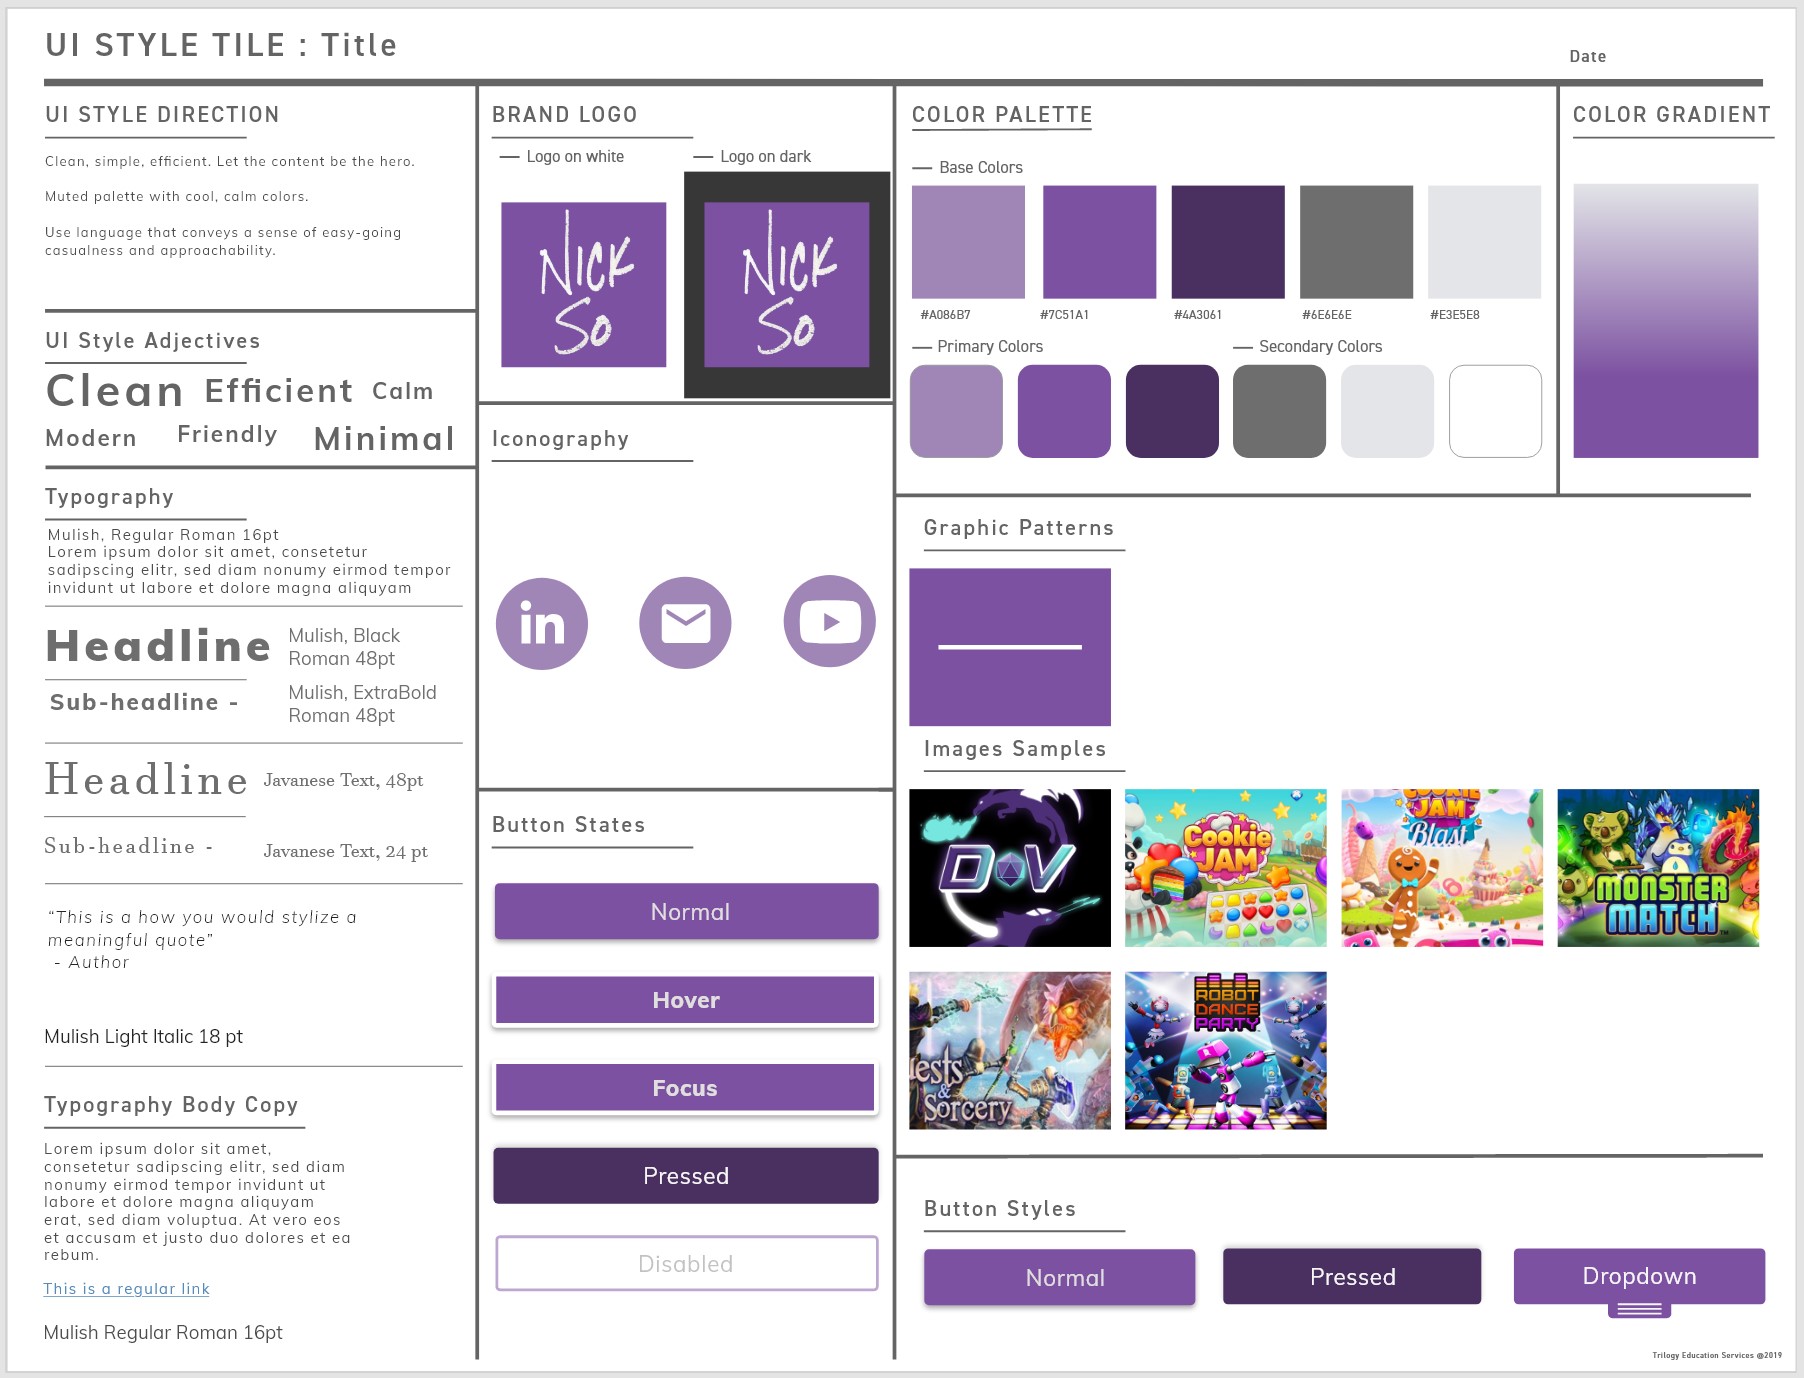 UI STYLE TILE : Title
Date
UI STYLE DIRECTION
Clean, simple, efficient. Let the content be the hero.
Muted palette with cool, calm colors.
Use language that conveys a sense of easy-going
casualness and approachability.
UI Style Adjectives
Clean Efficient Calm
Modern Friendly Minimal
Typography
Mulish, Regular Roman 16pt
Lorem ipsum dolor sit amet, consetetur
sadipscing elitr, sed diam nonumy eirmod tempor
invidunt ut labore et dolore magna aliquyam
Headline
Mulish, Black
Roman 48pt
Sub-headline -
Mulish, ExtraBold
Roman 48pt
Headline
Javanese Text, 48pt
Sub-headline -
Javanese Text, 24 pt
“This is a how you would stylize a
meaningful quote”
- Author
Mulish Light Italic 18 pt
Typography Body Copy
Lorem ipsum dolor sit amet,
consetetur sadipscing elitr, sed diam
nonumy eirmod tempor invidunt ut
labore et dolore magna aliquyam
erat, sed diam voluptua. At vero eos
et accusam et justo duo dolores et ea
rebum.
This is a regular link
Mulish Regular Roman 16pt
BRAND LOGO
Logo on white
Logo on dark
NICK
So
NICK
So
Iconography
in
Button States
Normal
Hover
Focus
Pressed
Disabled
COLOR PALETTE
Base Colors
#A086B7
#7C51A1
#4A3061
#6E6E6E
#E3E5E8
Primary Colors
Secondary Colors
COLOR GRADIENT
Graphic Patterns
Images Samples
D V
Cookie
JAM
COOKIE
JAM
Blast
MONSTER
MATCH™
ests
&
Sorcery
ROBOT
DANCE
PARTY
Button Styles
Normal
Pressed
Dropdown
Trilogy Education Services @2019